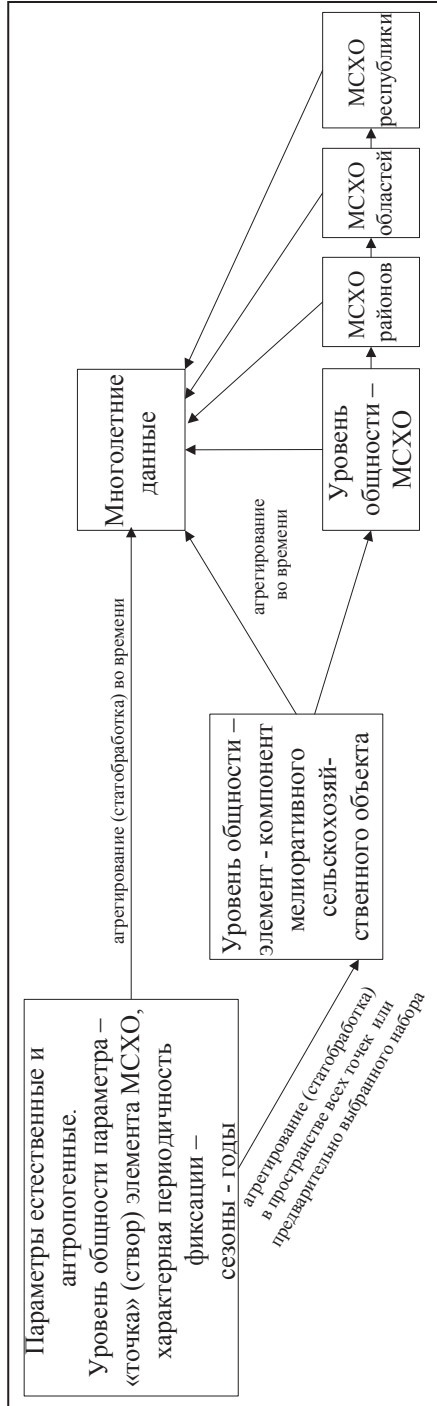 Параметры естественные и
антропогенные.
Уровень общности параметра –
«точка» (створ) элемента МСХО,
характерная периодичность
фиксации –
сезоны - годы
агрегирование (статобработка) во времени
Многолетние
данные
агрегирование (статобработка)
в пространстве всех точек или
предварительно выбранного набора
Уровень общности –
элемент - компонент
мелиоративного
сельскохозяй-
ственного объекта
агрегирование
во времени
Уровень
общности –
МСХО
МСХО
районов
МСХО
областей
МСХО
республики